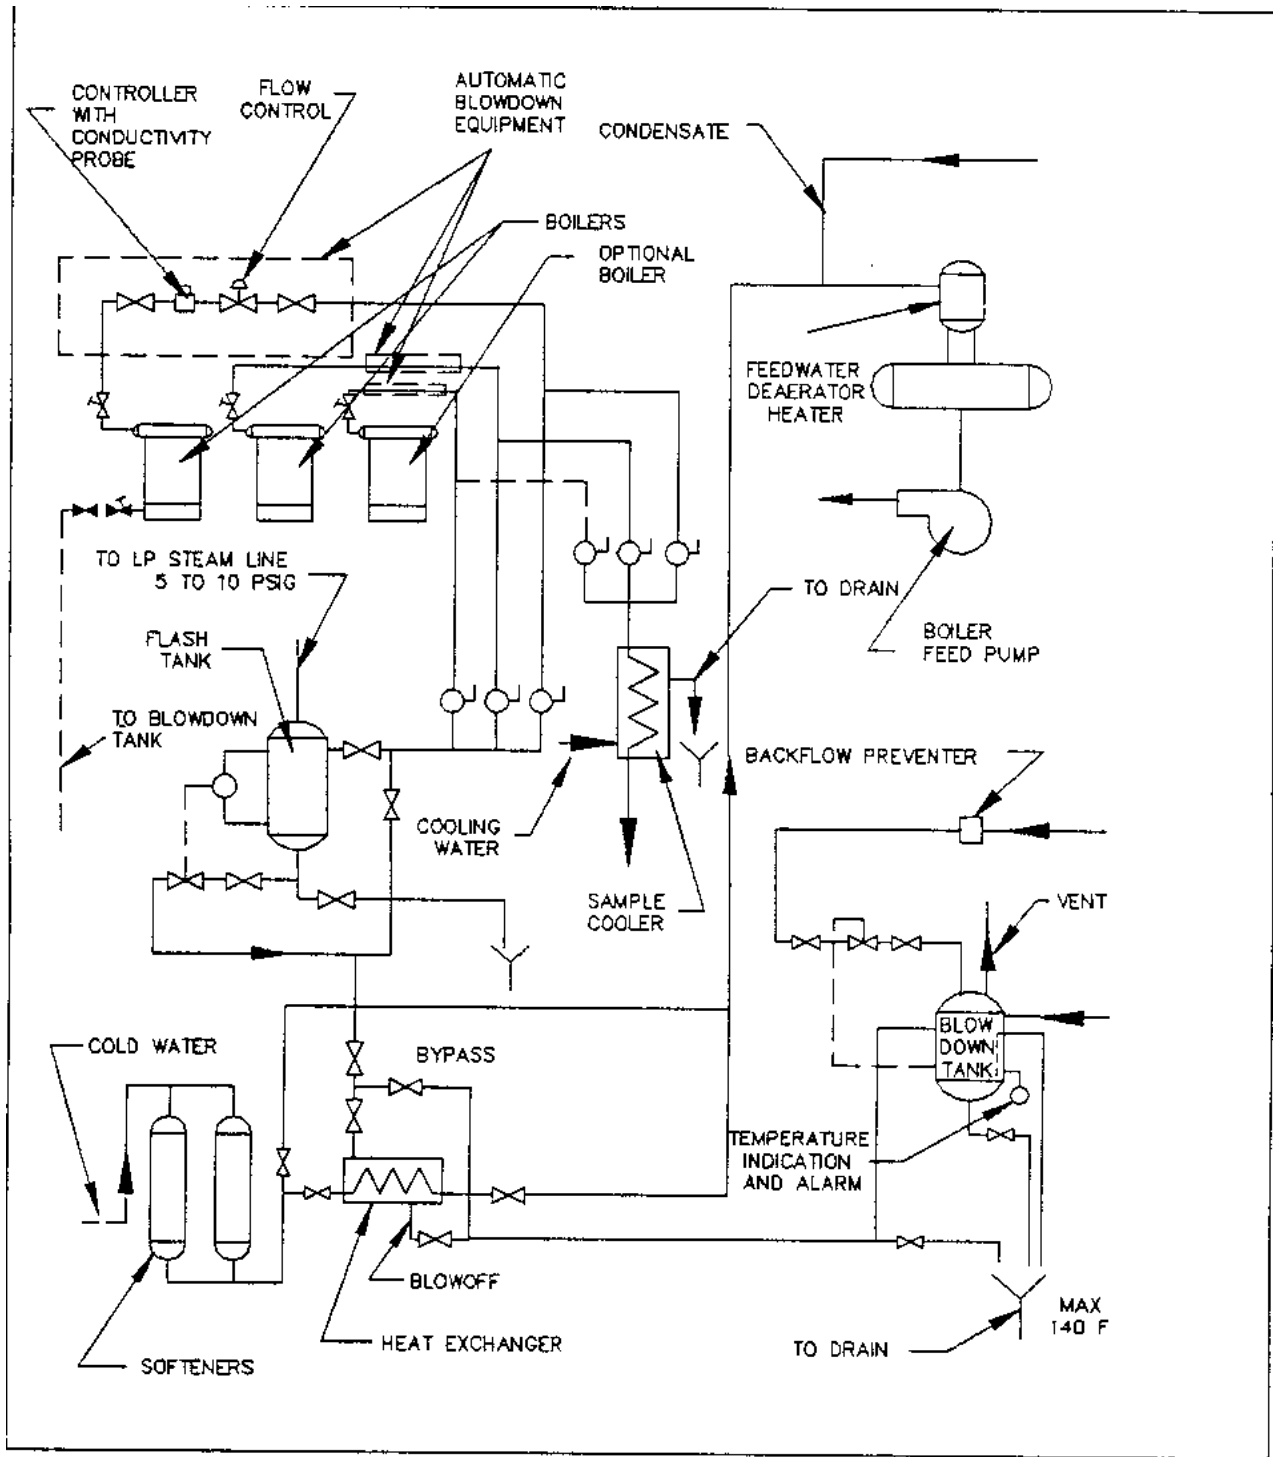 CONTROLLER
WITH
CONDUCTIVITY
PROBE
FLOW
CONTROL
AUTOMATIC
BLOWDOWN
EQUIPMENT
CONDENSATE
BOILERS
OPTIONAL
BOILER
FEEDWATER
DEAERATOR
HEATER
TO LP STEAM LINE
5 TO 10 PSIG
TO DRAIN
BOILER
FEED PUMP
FLASH
TANK
TO BLOWDOWN
TANK
BACKFLOW PREVENTER
COOLING
WATER
SAMPLE
COOLER
VENT
BLOW
DOWN
TANK
COLD WATER
BYPASS
TEMPERATURE
INDICATION
AND ALARM
BLOWOFF
HEAT EXCHANGER
SOFTENERS
TO DRAIN
MAX
140 F